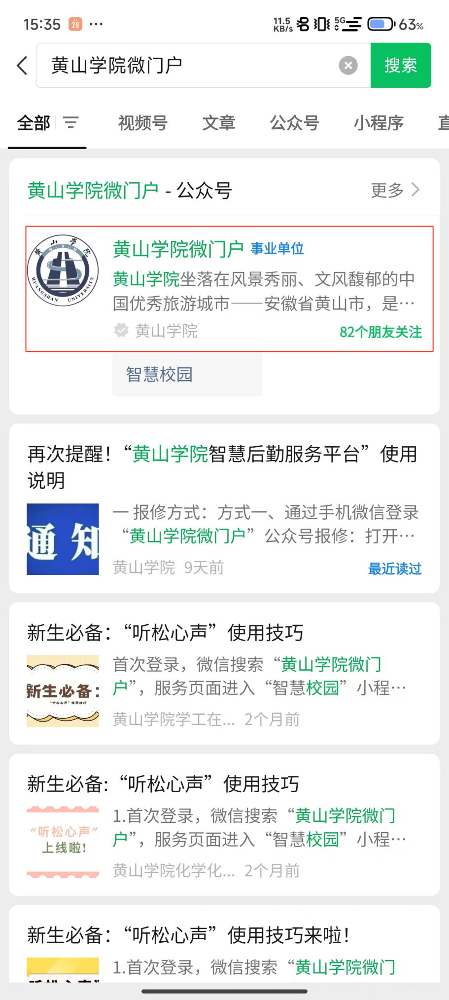 15:35 29 ···
11.5 KB/s 5G 63%
黄山学院微门户 搜索
全部 视频号 文章 公众号 小程序
黄山学院微门户 - 公众号 更多
黄山学院 H.S.U HUANGSHAN UNIVERSITY
黄山学院微门户 事业单位
黄山学院坐落在风景秀丽、文风馥郁的中
国优秀旅游城市——安徽省黄山市，是…
黄山学院 82个朋友关注
智慧校园
再次提醒！“黄山学院智慧后勤服务平台”使用
说明
通知
一 报修方式：方式一、通过手机微信登录
“黄山学院微门户”公众号报修：打开…
黄山学院 9天前 最近读过
新生必备：“听松心声”使用技巧
新生必备：
“听松心声”使用技巧
首次登录，微信搜索“黄山学院微门
户”，服务页面进入“智慧校园”小程…
黄山学院学工在... 2个月前
新生必备:“听松心声”使用技巧
“听松心声”
上线啦!
1.首次登录，微信搜索“黄山学院微门
户”，服务页面进入“智慧校园”小程…
黄山学院化学化... 2个月前
新生必备：“听松心声”使用技巧来啦！
1.首次登录，微信搜索“黄山学院微门